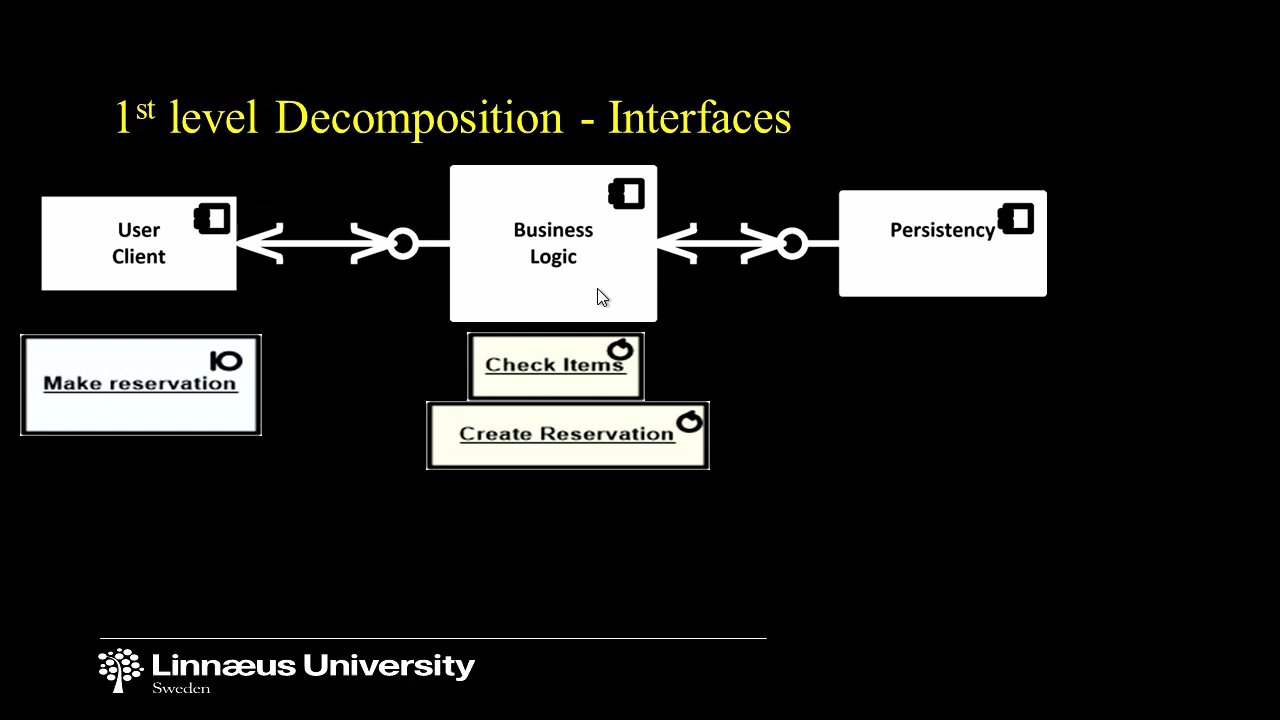 1st level Decomposition - Interfaces
User
Client
Business
Logic
Persistency
Make reservation
Check Items
Create Reservation
Linnæus University
Sweden